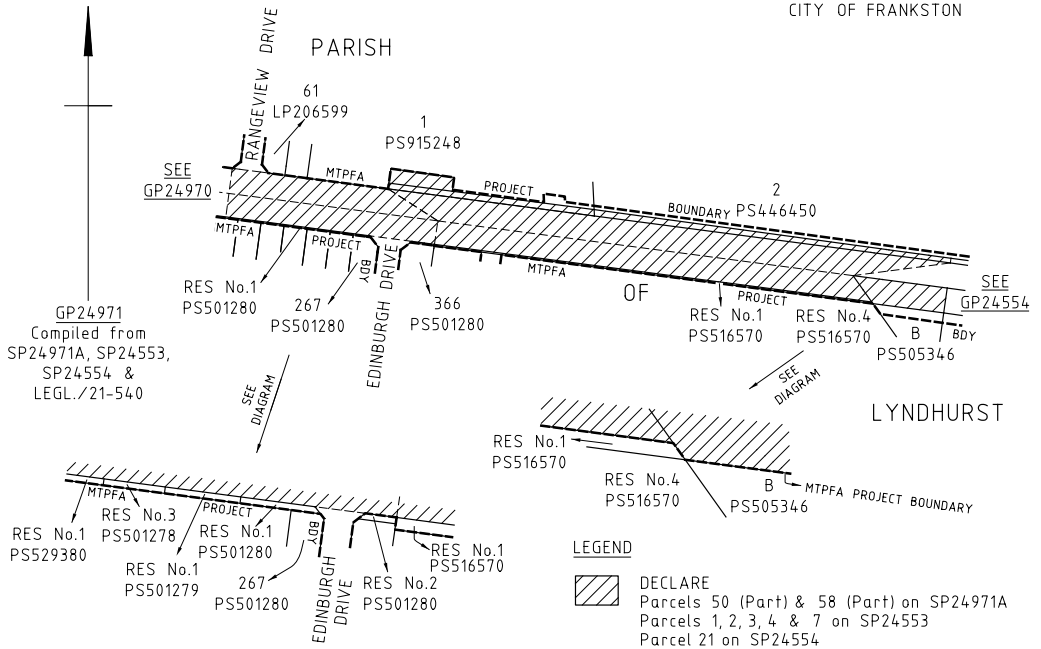 CITY OF FRANKSTON
PARISH
RANGEVIEW DRIVE
61
LP206599
1
PS915248
SEE
GP24970
MTPFA
PROJECT
BOUNDARY
2
PS446450
MTPFA
PROJECT
BDY
EDINBURGH DRIVE
MTPFA
OF
PROJECT
SEE
GP24554
RES No.1
PS501280
267
PS501280
366
PS501280
RES No.1
PS516570
RES No.4
PS516570
B
PS505346
BDY
GP24971
Compiled from
SP24971A, SP24553,
SP24554 &
LEGL./21-540
SEE
DIAGRAM
SEE
DIAGRAM
LYNDHURST
RES No.1
PS516570
RES No.4
PS516570
B
PS505346
MTPFA PROJECT BOUNDARY
MTPFA
PROJECT
BDY
RES No.1
PS529380
RES No.3
PS501278
RES No.1
PS501279
RES No.1
PS501280
267
PS501280
EDINBURGH
DRIVE
RES No.2
PS501280
RES No.1
PS516570
LEGEND
DECLARE
Parcels 50 (Part) & 58 (Part) on SP24971A
Parcels 1, 2, 3, 4 & 7 on SP24553
Parcel 21 on SP24554